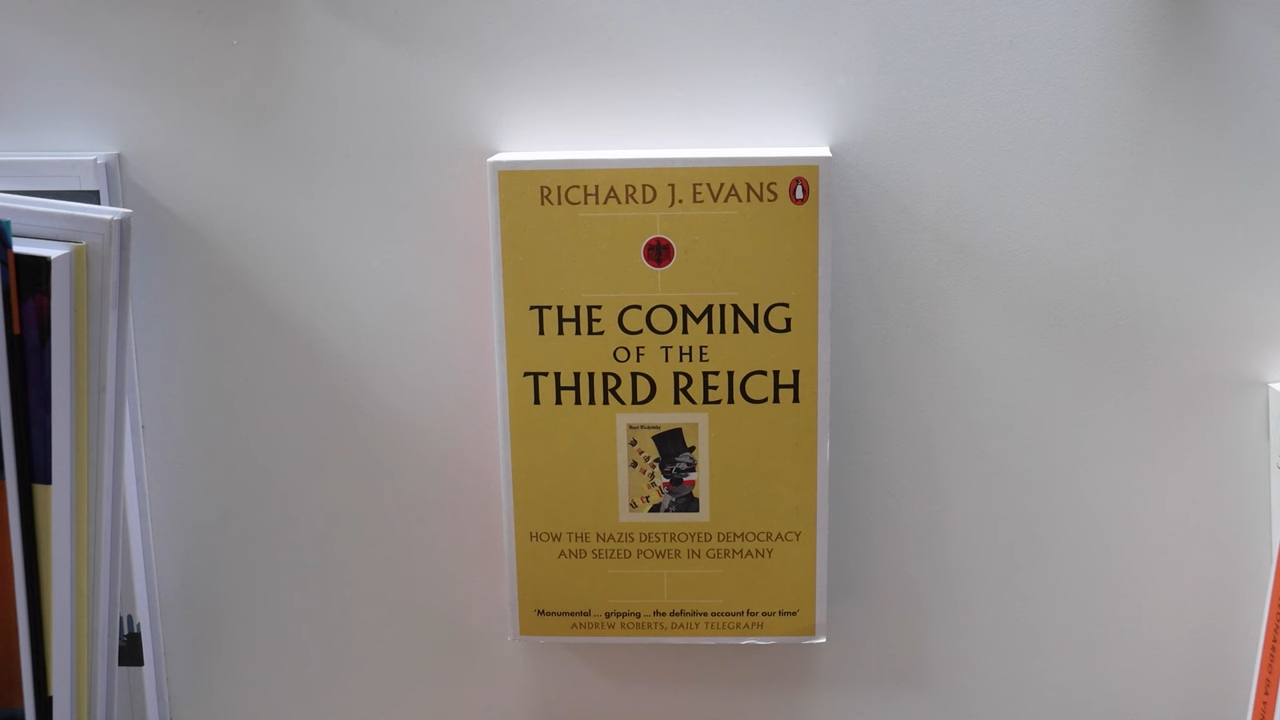 RICHARD J. EVANS
THE COMING
OF THE
THIRD REICH
HOW THE NAZIS DESTROYED DEMOCRACY
AND SEIZED POWER IN GERMANY
'Monumental ... gripping ... the definitive account for our time'
ANDREW ROBERTS, DAILY TELEGRAPH